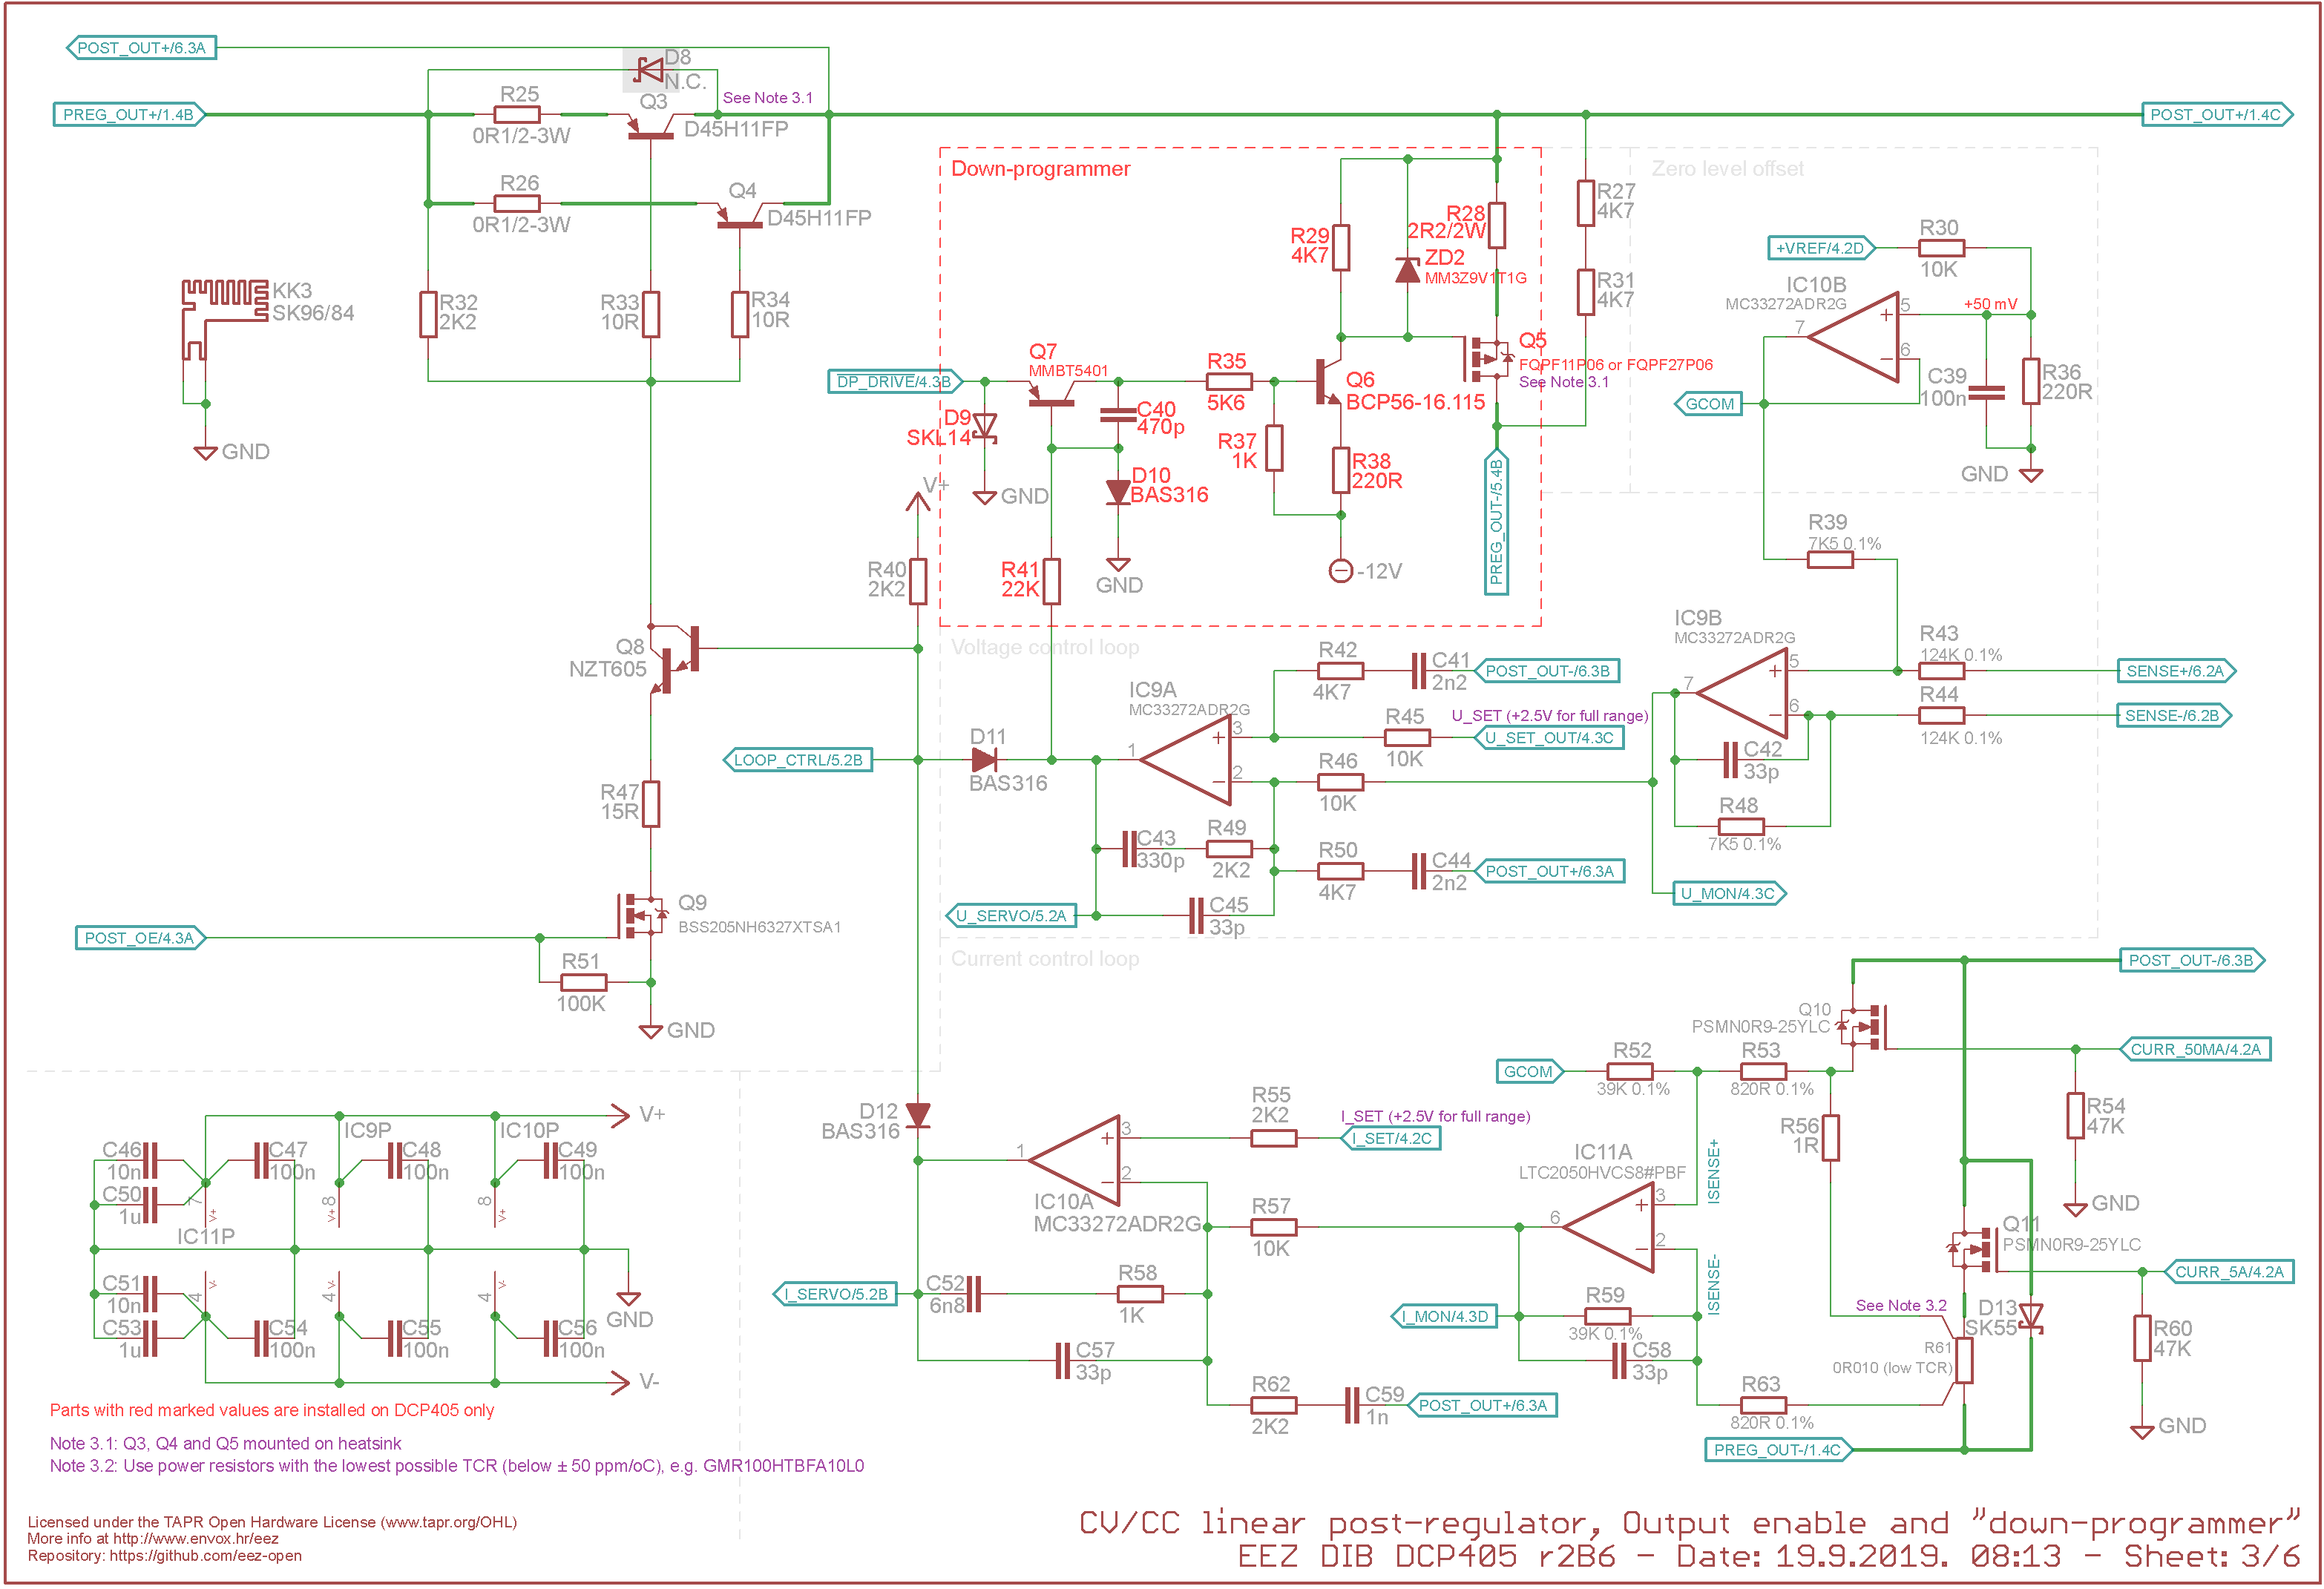 POST_OUT+/6.3A
D8
N.C.
PREG_OUT+/1.4B
R25
0R1/2-3W
Q3
D45H11FP
See Note 3.1
POST_OUT+/1.4C
R26
0R1/2-3W
Q4
D45H11FP
KK3
SK96/84
GND
R32
2K2
R33
10R
R34
10R
Down-programmer
R29
4K7
R28
2R2/2W
ZD2
MM3Z9V1T1G
Q5
FQPF11P06 or FQPF27P06
See Note 3.1
R27
4K7
R31
4K7
DP_DRIVE/4.3B
Q7
MMBT5401
D9
SKL14
GND
C40
470p
D10
BAS316
GND
R35
5K6
R37
1K
Q6
BCP56-16.115
R38
220R
-12V
PREG_OUT-/5.4B
R41
22K
Zero level offset
+VREF/4.2D
R30
10K
IC10B
MC33272ADR2G
+50 mV
5
6
7
+
−
C39
100n
R36
220R
GND
GCOM
R39
7K5 0.1%
V+
R40
2K2
Q8
NZT605
R47
15R
Q9
BSS205NH6327XTSA1
POST_OE/4.3A
R51
100K
GND
LOOP_CTRL/5.2B
D11
BAS316
Voltage control loop
IC9A
MC33272ADR2G
1
3
2
+
−
R42
4K7
C41
2n2
POST_OUT-/6.3B
U_SET (+2.5V for full range)
R45
10K
U_SET_OUT/4.3C
R46
10K
C43
330p
R49
2K2
R50
4K7
C44
2n2
POST_OUT+/6.3A
U_SERVO/5.2A
C45
33p
IC9B
MC33272ADR2G
7
5
6
+
−
R43
124K 0.1%
SENSE+/6.2A
R44
124K 0.1%
SENSE-/6.2B
C42
33p
R48
7K5 0.1%
U_MON/4.3C
Current control loop
POST_OUT-/6.3B
Q10
PSMN0R9-25YLC
CURR_50MA/4.2A
R54
47K
GND
GCOM
R52
39K 0.1%
R53
820R 0.1%
R56
1R
D12
BAS316
R55
2K2
I_SET (+2.5V for full range)
I_SET/4.2C
1
3
2
+
−
IC10A
MC33272ADR2G
IC11A
LTC2050HVCS8#PBF
6
3
2
+
−
ISENSE+
ISENSE-
R57
10K
I_SERVO/5.2B
C52
6n8
R58
1K
C57
33p
I_MON/4.3D
R59
39K 0.1%
C58
33p
R62
2K2
C59
1n
POST_OUT+/6.3A
R63
820R 0.1%
PREG_OUT-/1.4C
Q11
PSMN0R9-25YLC
CURR_5A/4.2A
See Note 3.2
D13
SK55
R61
0R010 (low TCR)
R60
47K
GND
V+
C46
10n
C50
1u
C47
100n
IC9P
C48
100n
IC10P
C49
100n
7
V+
8
V+
8
V+
IC11P
C51
10n
C53
1u
C54
100n
C55
100n
C56
100n
4
V-
4
V-
4
V-
GND
V-
Parts with red marked values are installed on DCP405 only
Note 3.1: Q3, Q4 and Q5 mounted on heatsink
Note 3.2: Use power resistors with the lowest possible TCR (below ± 50 ppm/oC), e.g. GMR100HTBFA10L0
Licensed under the TAPR Open Hardware License (www.tapr.org/OHL)
More info at http://www.envox.hr/eez
Repository: https://github.com/eez-open
CV/CC linear post-regulator, Output enable and "down-programmer"
EEZ DIB DCP405 r2B6 - Date: 19.9.2019. 08:13 - Sheet: 3/6